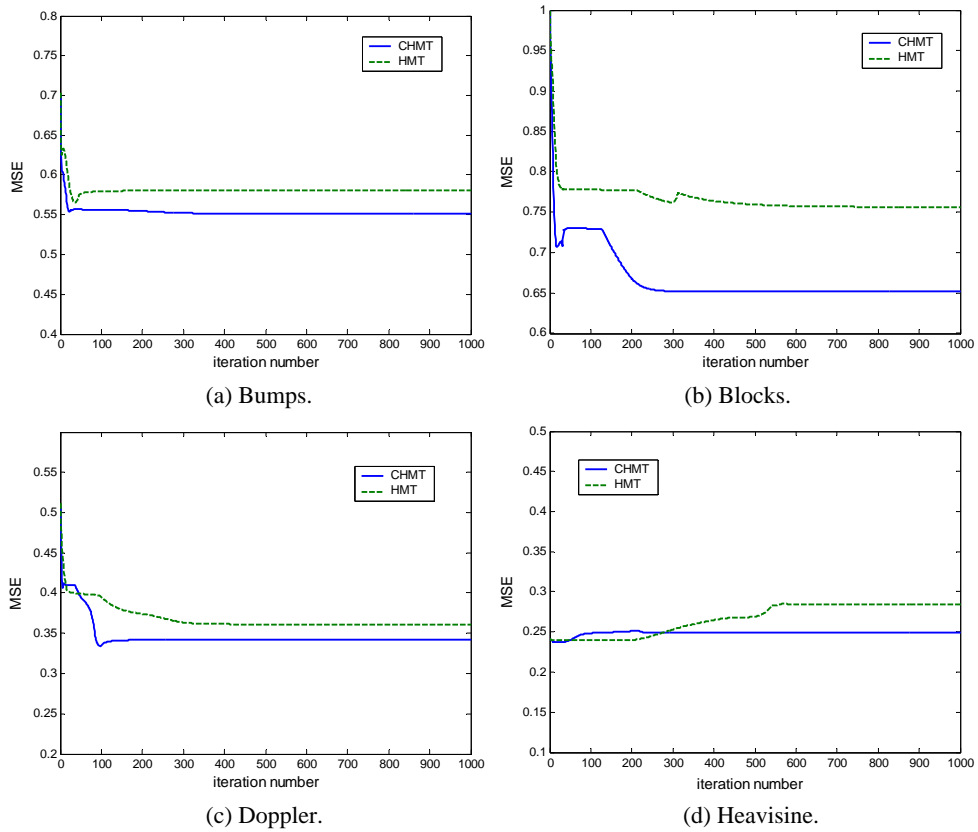 0.8
0.75
0.7
0.65
0.6
0.55
0.5
0.45
0.4
MSE
CHMT
HMT
0 100 200 300 400 500 600 700 800 900 1000
iteration number
(a) Bumps.
1
0.95
0.9
0.85
0.8
0.75
0.7
0.65
0.6
MSE
CHMT
HMT
0 100 200 300 400 500 600 700 800 900 1000
iteration number
(b) Blocks.
0.55
0.5
0.45
0.4
0.35
0.3
0.25
0.2
MSE
CHMT
HMT
0 100 200 300 400 500 600 700 800 900 1000
iteration number
(c) Doppler.
0.5
0.45
0.4
0.35
0.3
0.25
0.2
0.15
0.1
MSE
CHMT
HMT
0 100 200 300 400 500 600 700 800 900 1000
iteration number
(d) Heavisine.